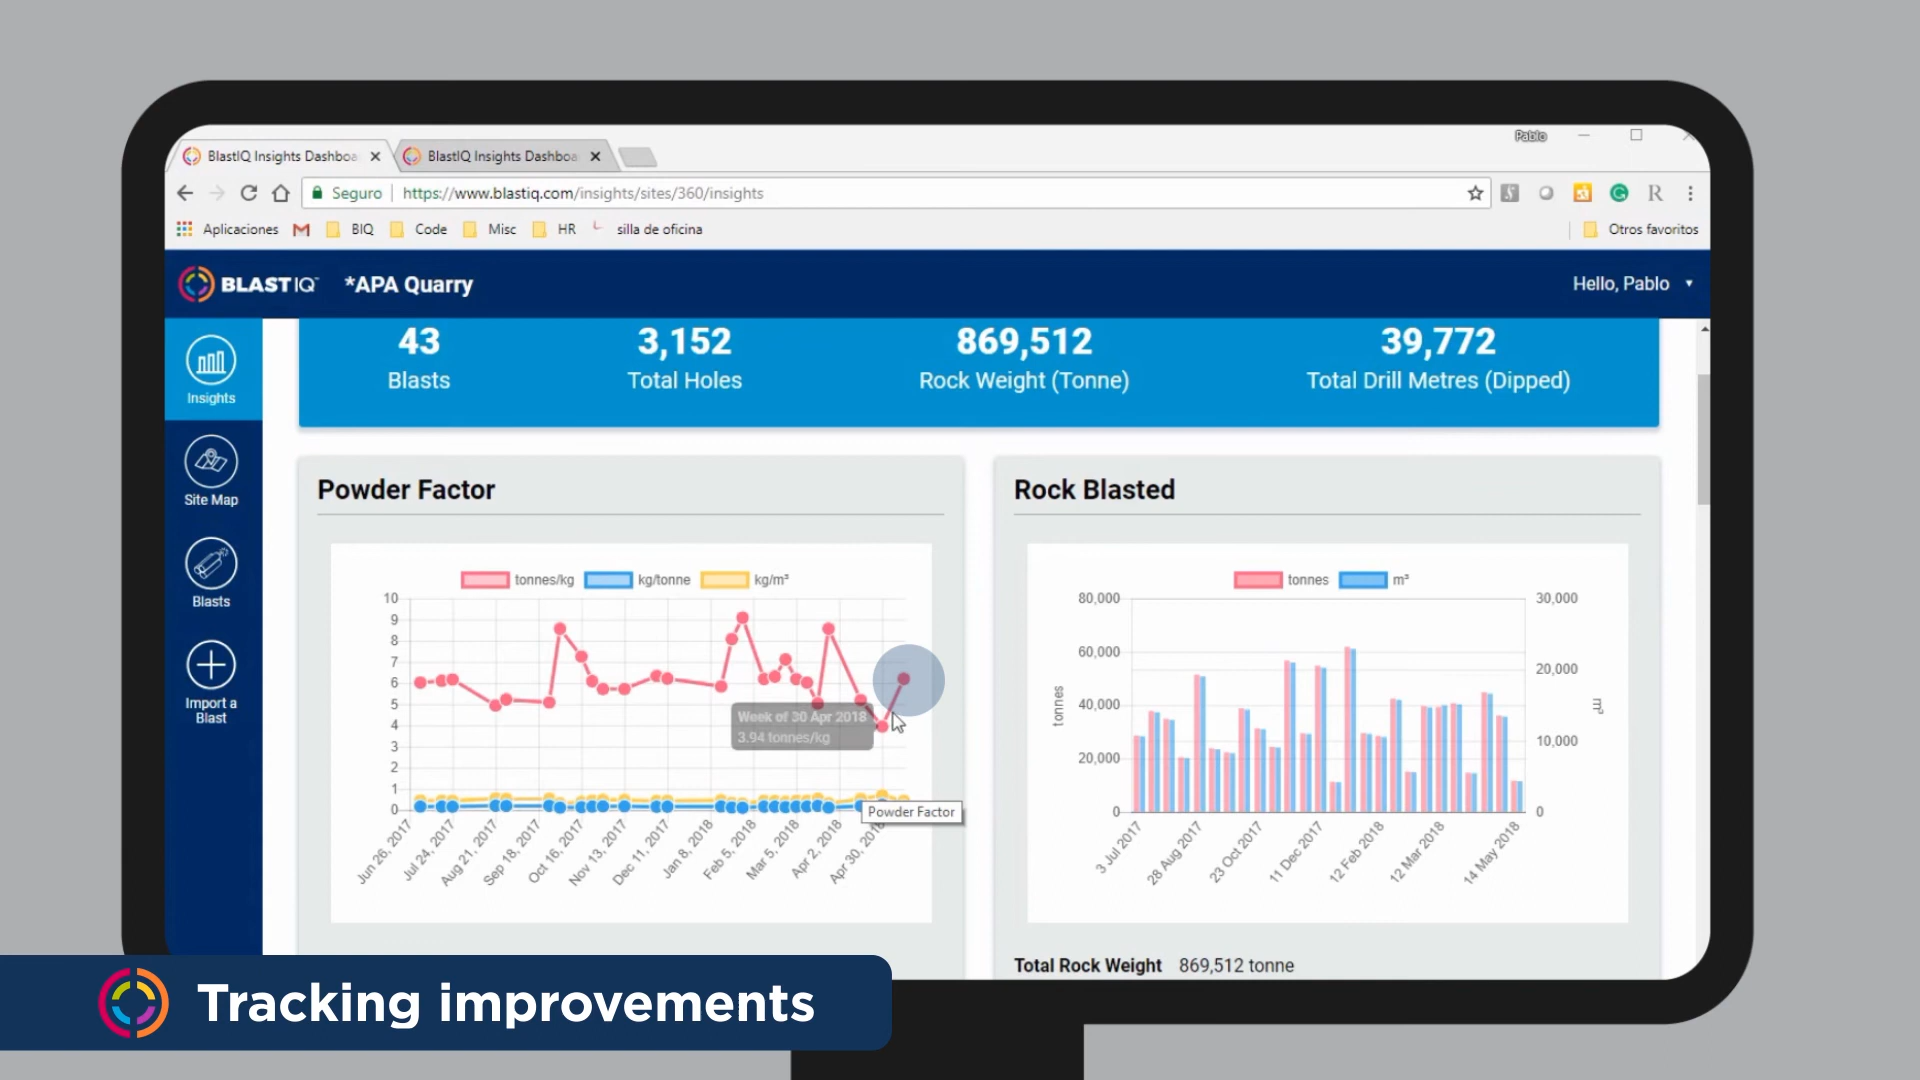 Pablo
BlastIQ Insights Dashboa
BlastIQ Insights Dashboa
Seguro
https://www.blastiq.com/insights/sites/360/insights
Aplicaciones
BIQ
Code
Misc
HR
silla de oficina
Otros favoritos
BLASTIQ™
*APA Quarry
Hello, Pablo
Insights
Site Map
Blasts
Import a
Blast
43
Blasts
3,152
Total Holes
869,512
Rock Weight (Tonne)
39,772
Total Drill Metres (Dipped)
Powder Factor
tonnes/kg
kg/tonne
kg/m³
10
9
8
7
6
5
4
3
2
1
0
Week of 30 Apr 2018
3.94 tonnes/kg
Powder Factor
Jun 26, 2017
Jul 24, 2017
Aug 21, 2017
Sep 18, 2017
Oct 16, 2017
Nov 13, 2017
Dec 11, 2017
Jan 8, 2018
Feb 5, 2018
Mar 5, 2018
Apr 2, 2018
Apr 30, 2018
Rock Blasted
tonnes
m³
80,000
60,000
40,000
20,000
0
tonnes
30,000
20,000
10,000
0
m³
3 Jul 2017
28 Aug 2017
23 Oct 2017
11 Dec 2017
12 Feb 2018
12 Mar 2018
14 May 2018
Total Rock Weight 869,512 tonne
Tracking improvements